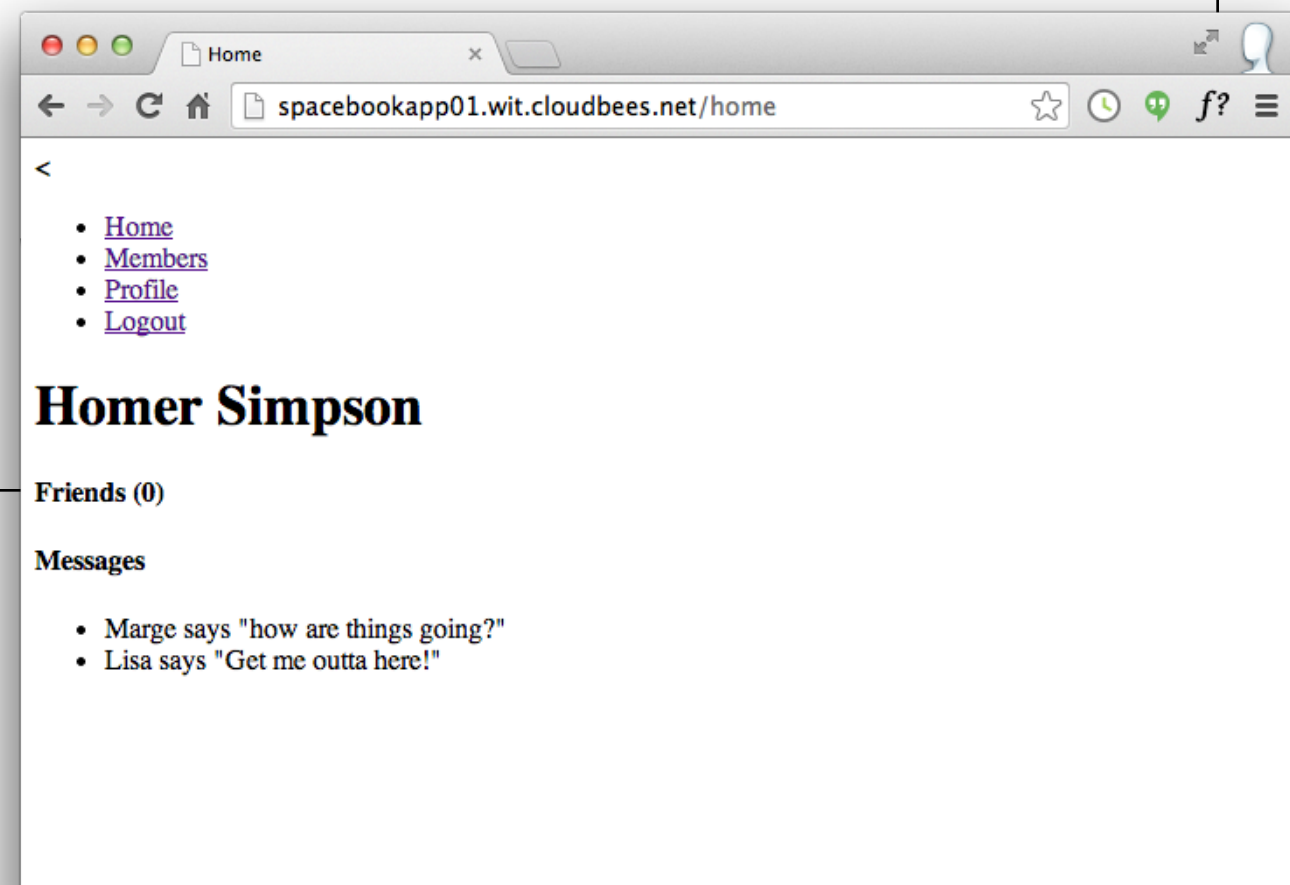 Home
spacebookapp01.wit.cloudbees.net/home
f?
<
Home
Members
Profile
Logout
Homer Simpson
Friends (0)
Messages
Marge says "how are things going?"
Lisa says "Get me outta here!"